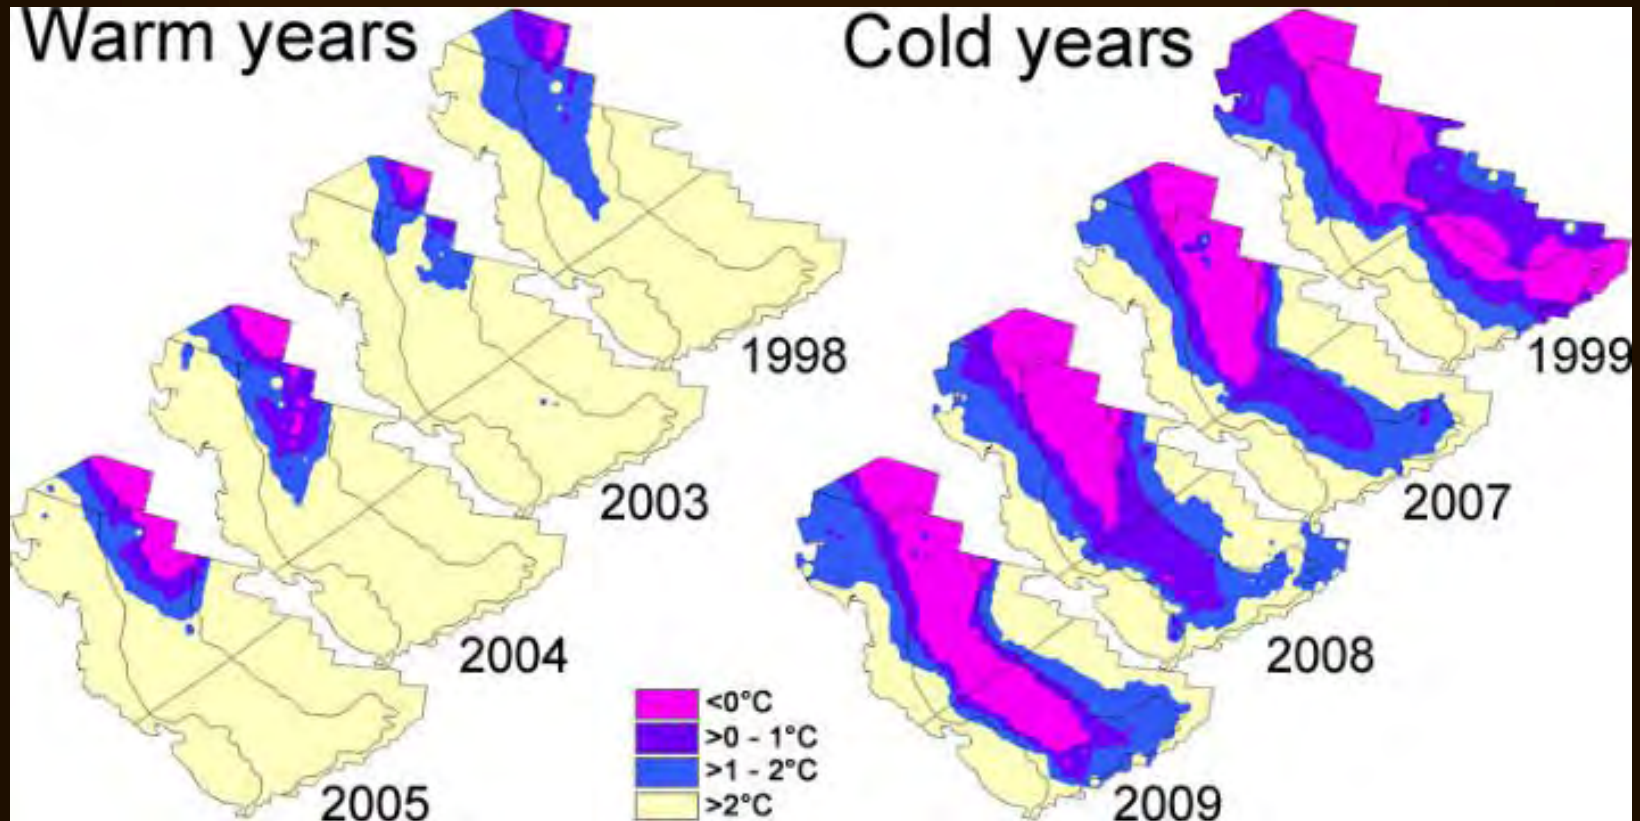 Warm years
Cold years
1998
1999
2003
2007
2004
2008
2005
2009
<0°C
>0 - 1°C
>1 - 2°C
>2°C